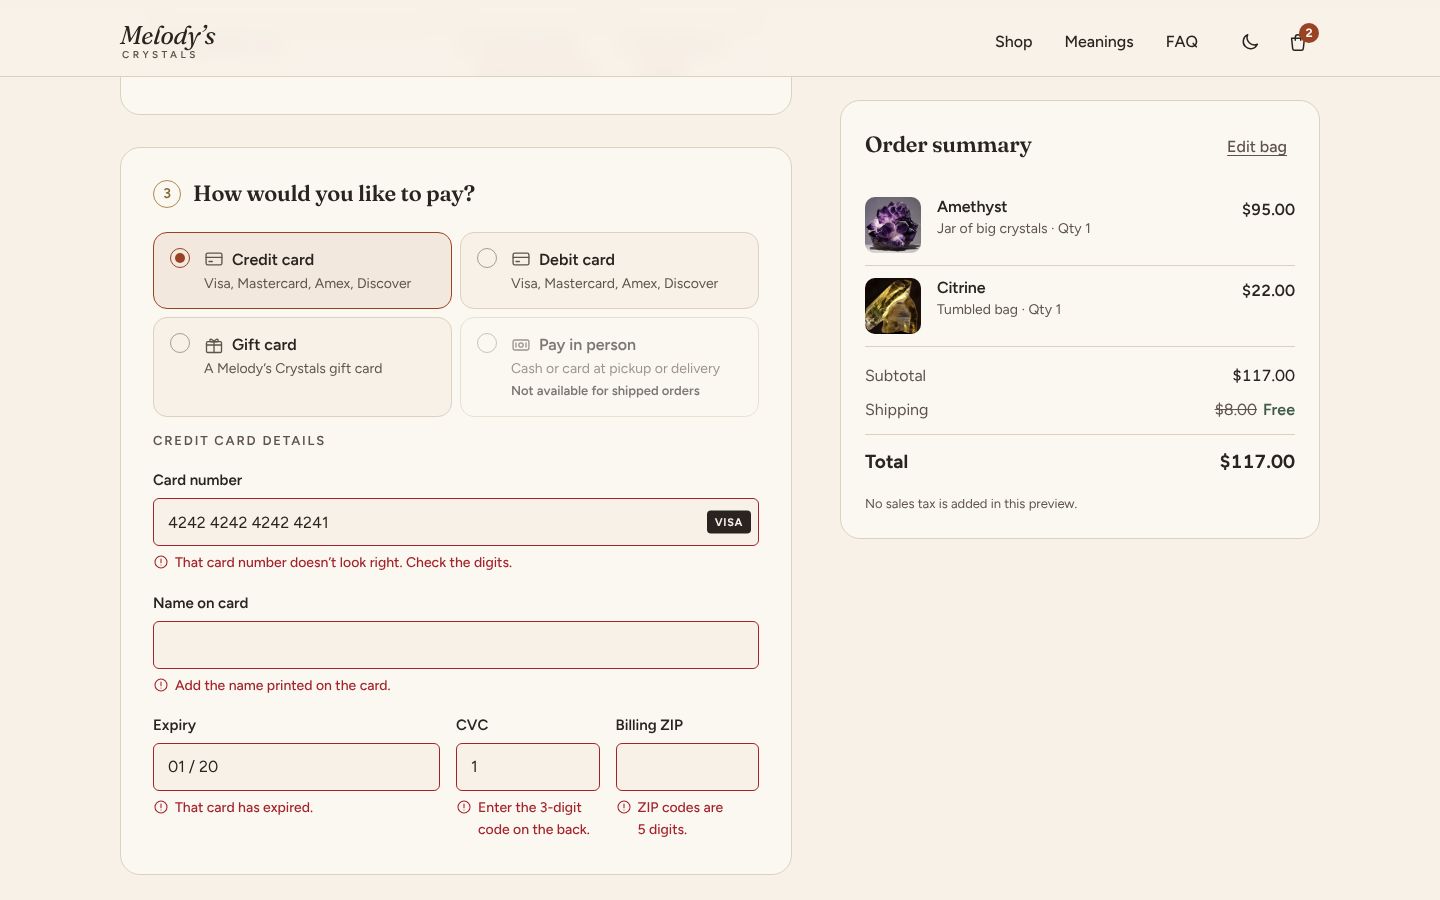 Melody’s
CRYSTALS
Shop
Meanings
FAQ
2
3
How would you like to pay?
Credit card
Visa, Mastercard, Amex, Discover
Debit card
Visa, Mastercard, Amex, Discover
Gift card
A Melody’s Crystals gift card
Pay in person
Cash or card at pickup or delivery
Not available for shipped orders
CREDIT CARD DETAILS
Card number
4242 4242 4242 4241
VISA
That card number doesn’t look right. Check the digits.
Name on card
Add the name printed on the card.
Expiry
01 / 20
That card has expired.
CVC
1
Enter the 3-digit
code on the back.
Billing ZIP
ZIP codes are
5 digits.
Order summary
Edit bag
Amethyst
Jar of big crystals · Qty 1
$95.00
Citrine
Tumbled bag · Qty 1
$22.00
Subtotal
$117.00
Shipping
$8.00 Free
Total
$117.00
No sales tax is added in this preview.